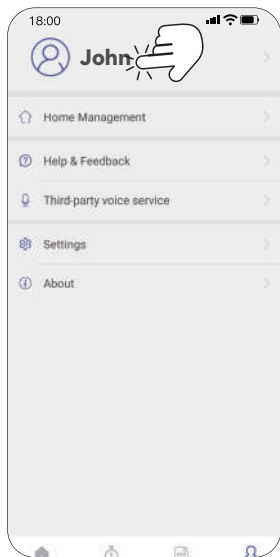 18:00
John
Home Management
Help & Feedback
Third-party voice service
Settings
About